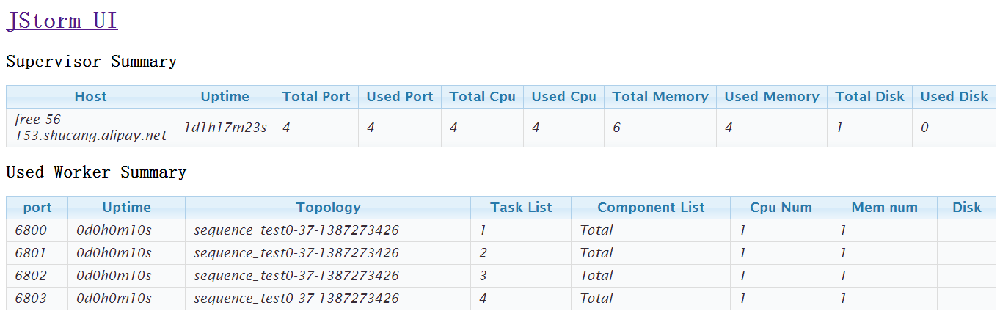 JStorm UI
Supervisor Summary
Host Uptime Total Port Used Port Total Cpu Used Cpu Total Memory Used Memory Total Disk Used Disk
free-56-
153.shucang.alipay.net 1d1h17m23s 4 4 4 4 6 4 1 0
Used Worker Summary
port Uptime Topology Task List Component List Cpu Num Mem num Disk
6800 0d0h0m10s sequence_test0-37-1387273426 1 Total 1 1
6801 0d0h0m10s sequence_test0-37-1387273426 2 Total 1 1
6802 0d0h0m10s sequence_test0-37-1387273426 3 Total 1 1
6803 0d0h0m10s sequence_test0-37-1387273426 4 Total 1 1